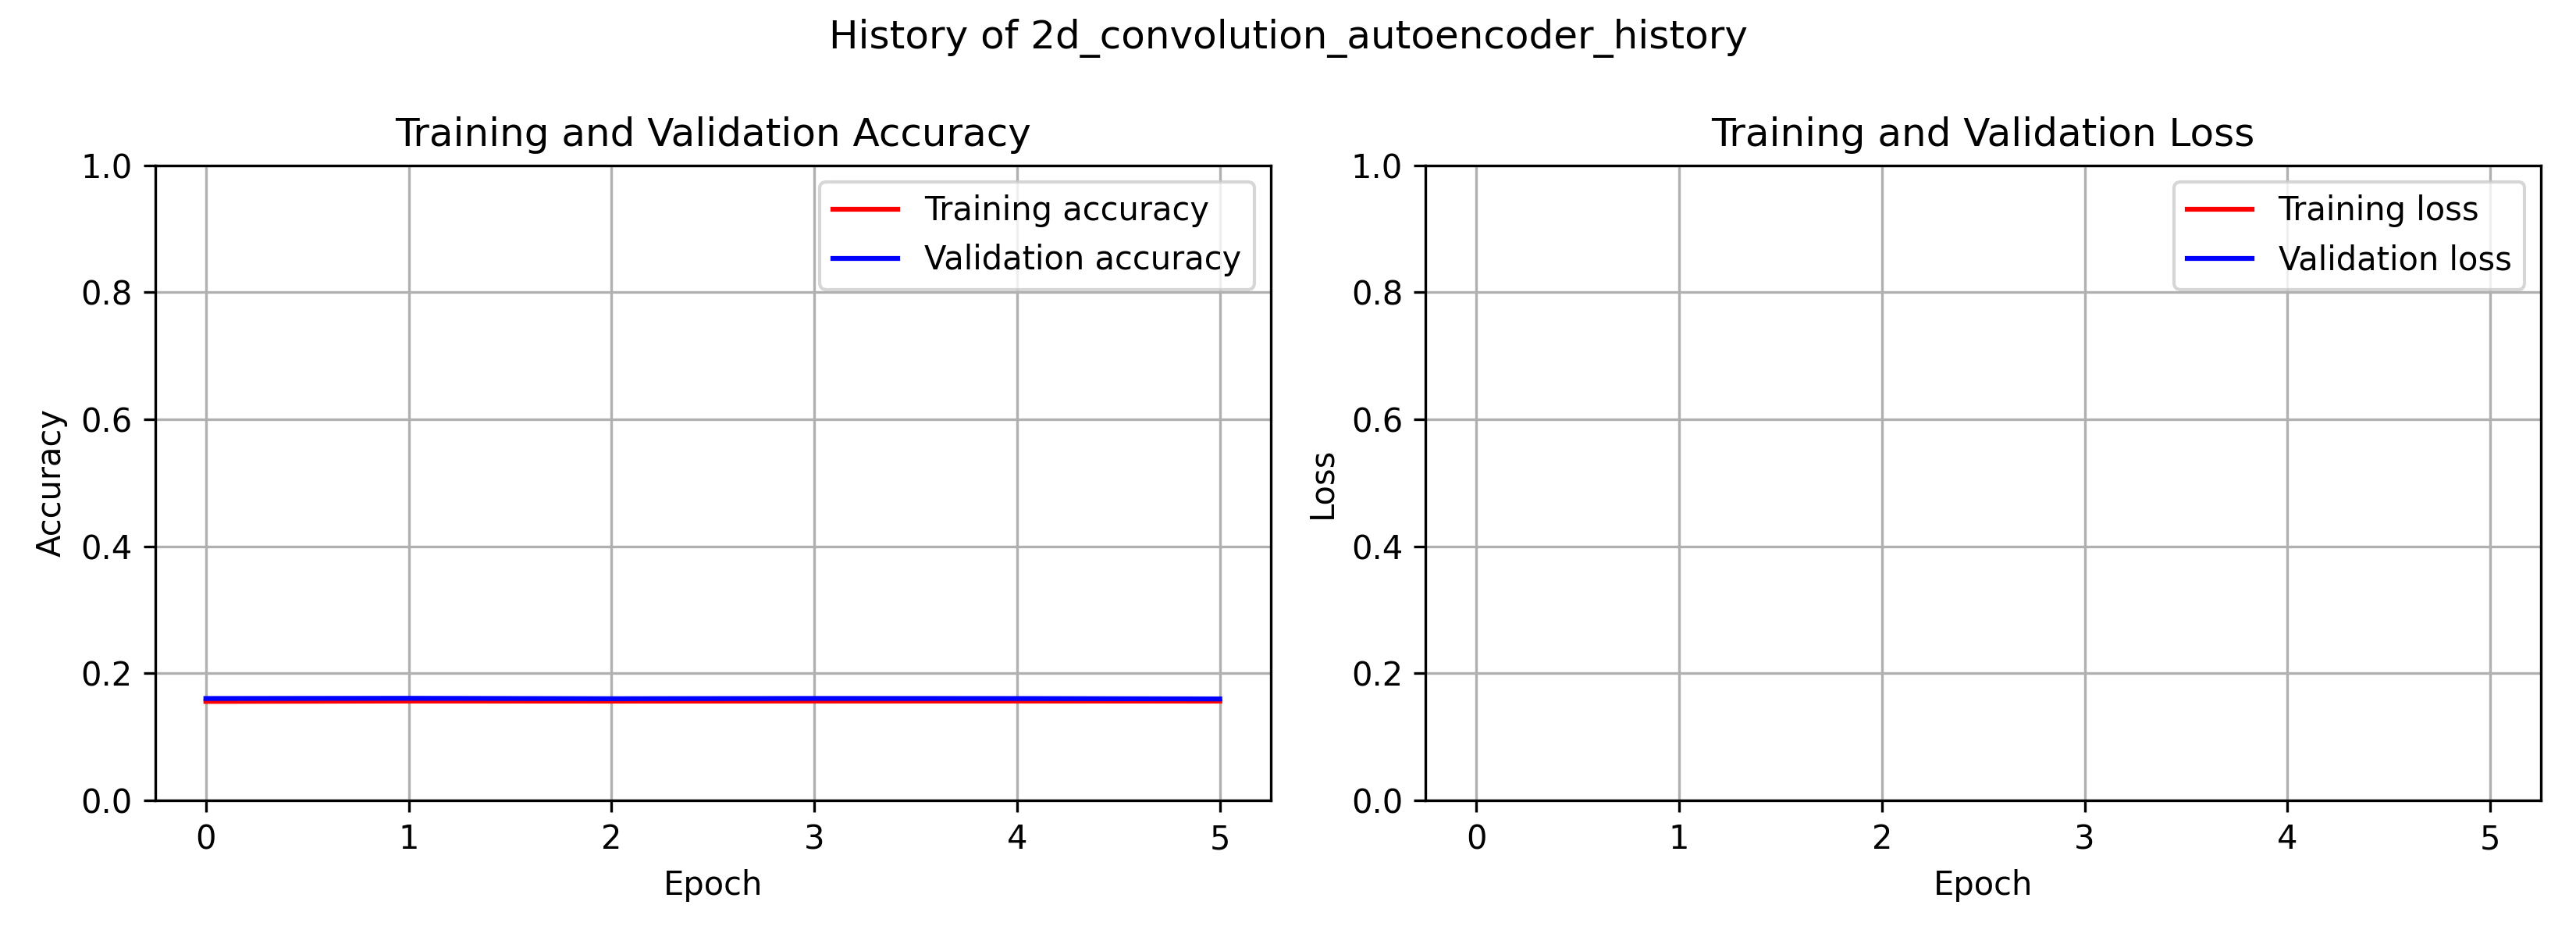 History of 2d_convolution_autoencoder_history
Training and Validation Accuracy
1.0
0.8
0.6
0.4
0.2
0.0
Accuracy
Training accuracy
Validation accuracy
0 1 2 3 4 5
Epoch
Training and Validation Loss
1.0
0.8
0.6
0.4
0.2
0.0
Loss
Training loss
Validation loss
0 1 2 3 4 5
Epoch